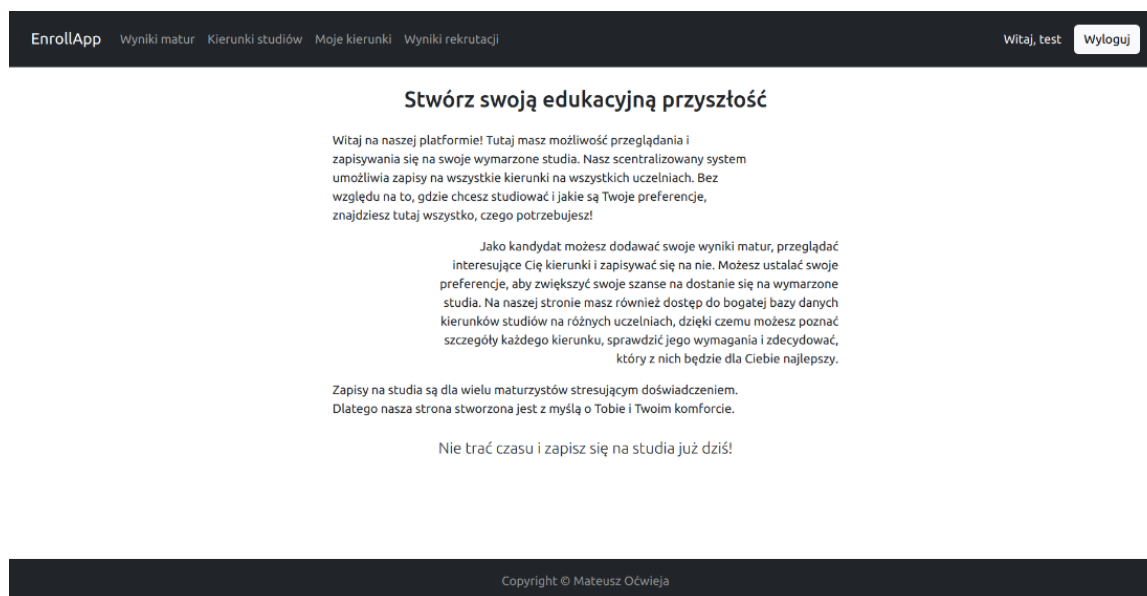 EnrollApp Wyniki matur Kierunki studiów Moje kierunki Wyniki rekrutacji Witaj, test Wyloguj
Stwórz swoją edukacyjną przyszłość
Witaj na naszej platformie! Tutaj masz możliwość przeglądania i
zapisywania się na swoje wymarzone studia. Nasz scentralizowany system
umożliwia zapisy na wszystkie kierunki na wszystkich uczelniach. Bez
względu na to, gdzie chcesz studiować i jakie są Twoje preferencje,
znajdziesz tutaj wszystko, czego potrzebujesz!
Jako kandydat możesz dodawać swoje wyniki matur, przeglądać
interesujące Cię kierunki i zapisywać się na nie. Możesz ustalać swoje
preferencje, aby zwiększyć swoje szanse na dostanie się na wymarzone
studia. Na naszej stronie masz również dostęp do bogatej bazy danych
kierunków studiów na różnych uczelniach, dzięki czemu możesz poznać
szczegóły każdego kierunku, sprawdzić jego wymagania i zdecydować,
który z nich będzie dla Ciebie najlepszy.
Zapisy na studia są dla wielu maturzystów stresującym doświadczeniem.
Dlatego nasza strona stworzona jest z myślą o Tobie i Twoim komforcie.
Nie trać czasu i zapisz się na studia już dziś!
Copyright © Mateusz Oćwieja